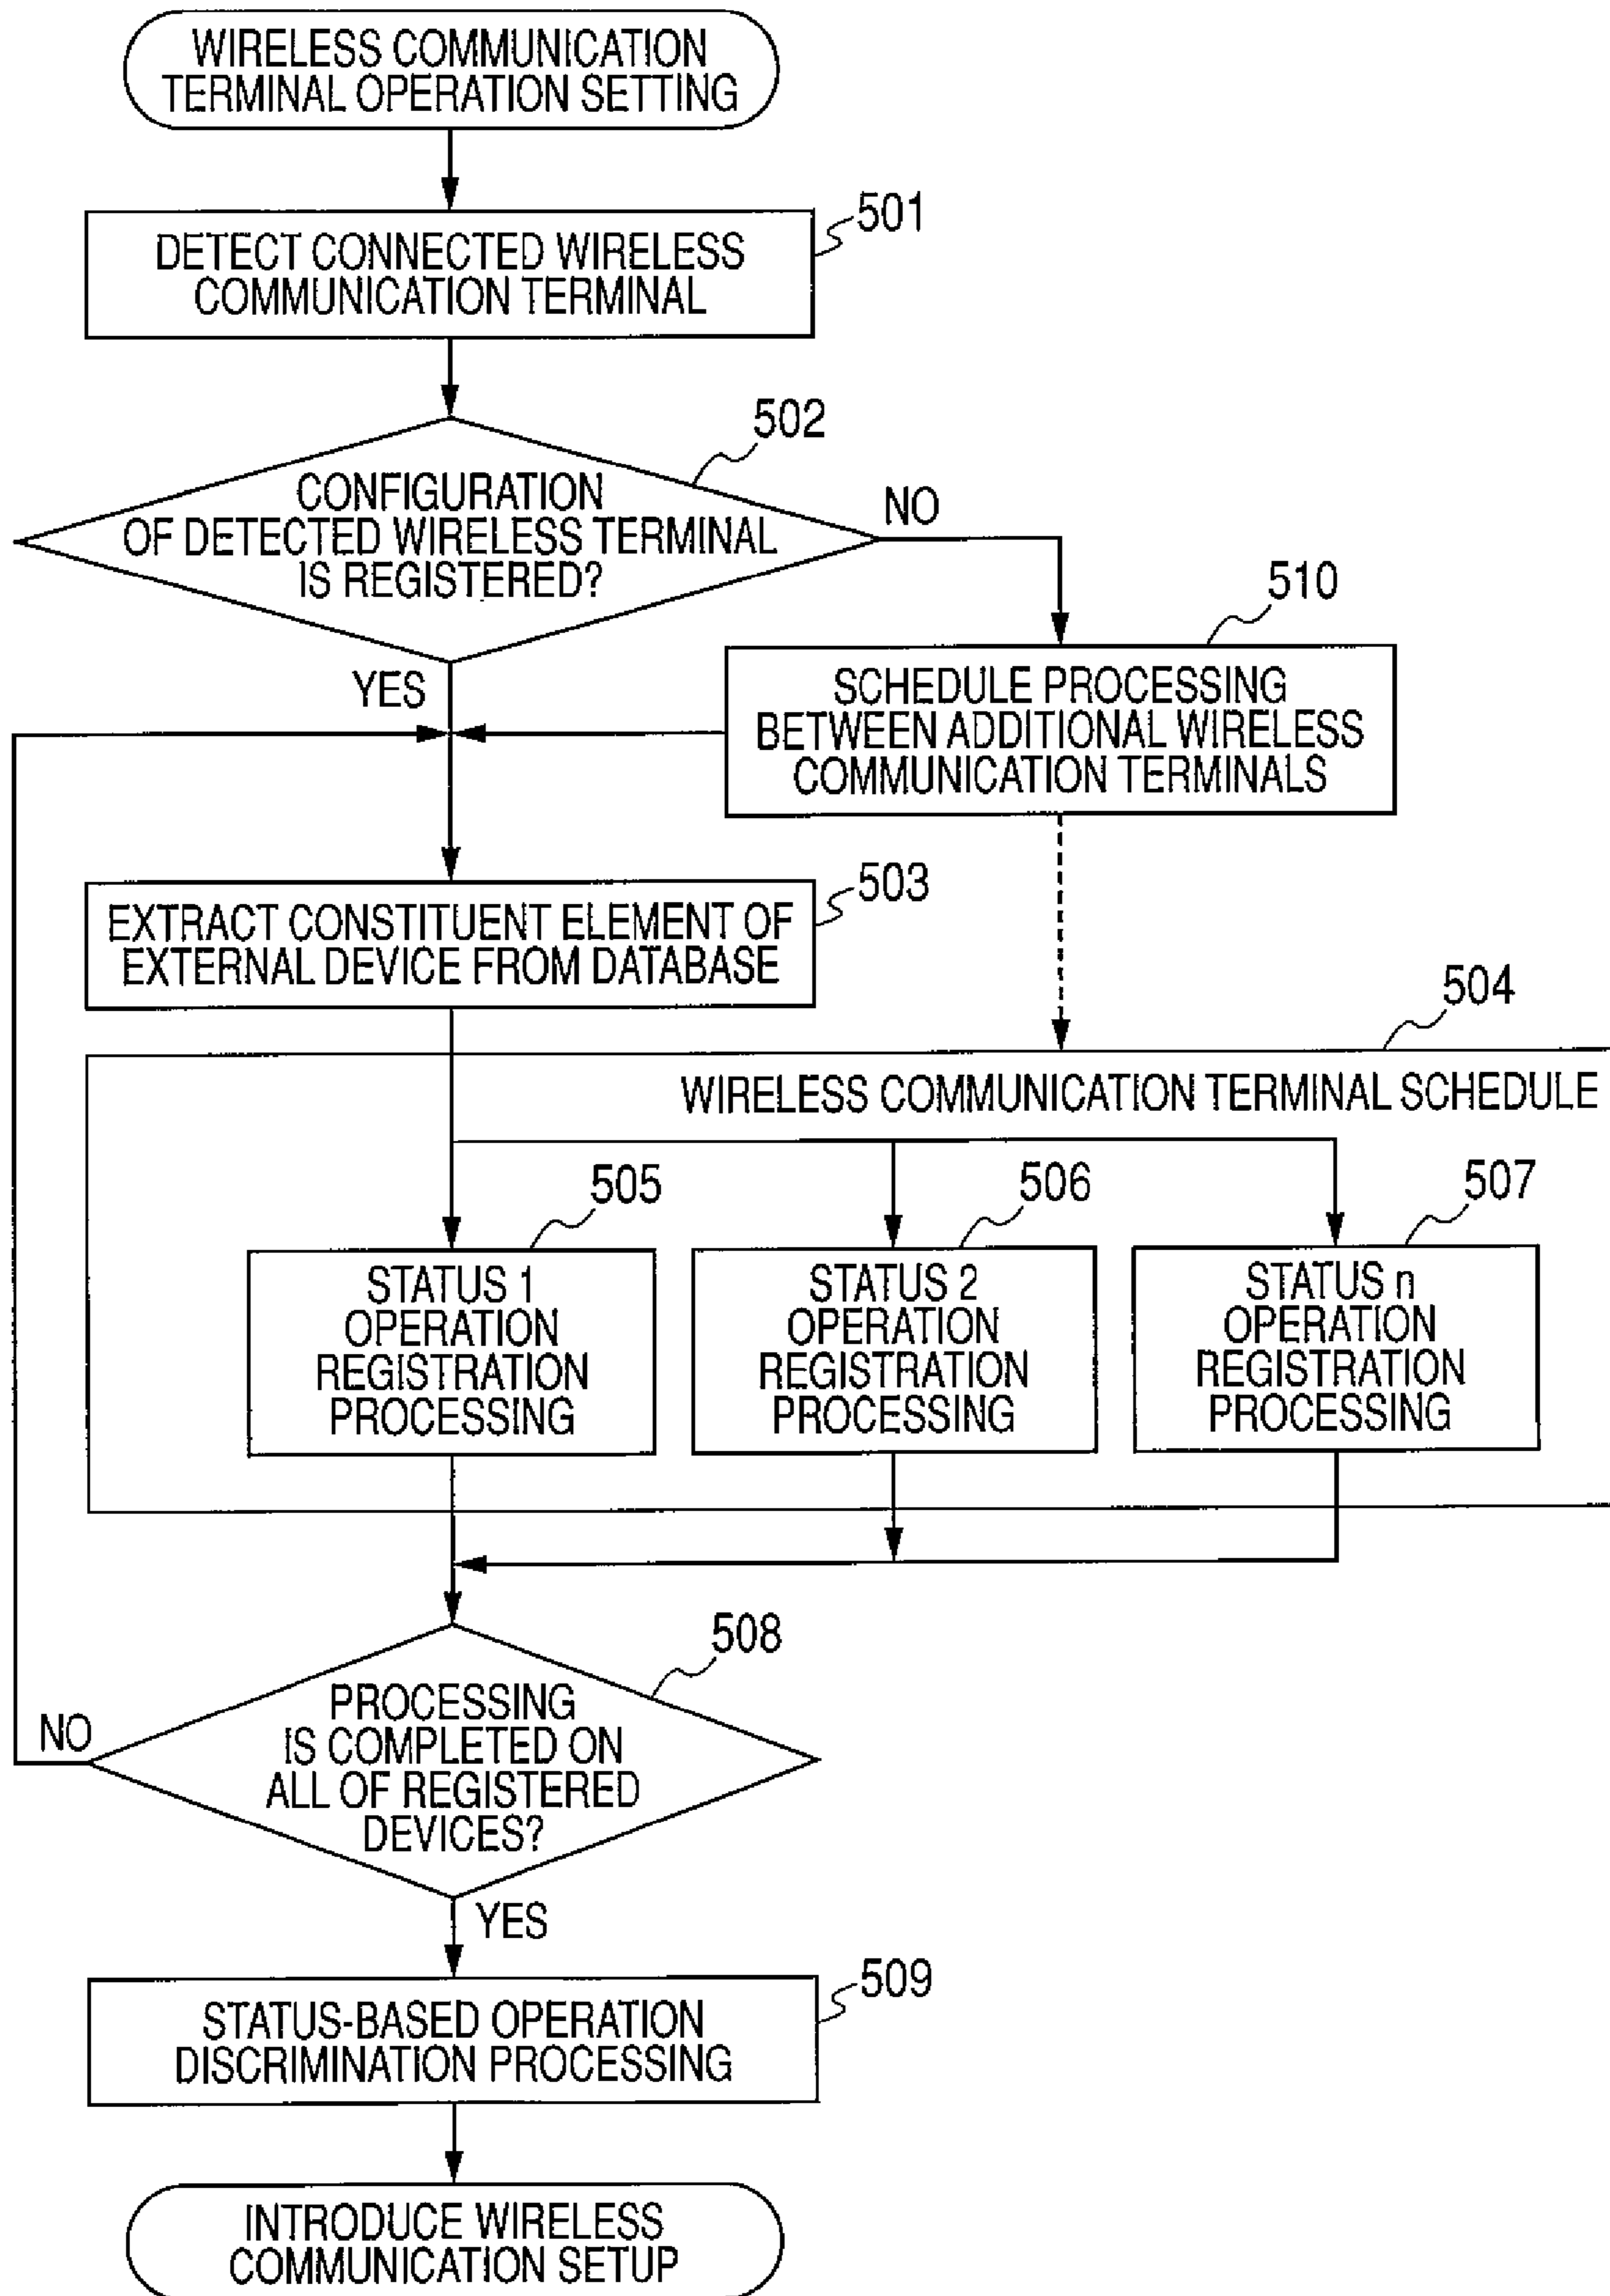 WIRELESS COMMUNICATION
TERMINAL OPERATION SETTING
501
DETECT CONNECTED WIRELESS
COMMUNICATION TERMINAL
502
CONFIGURATION
OF DETECTED WIRELESS TERMINAL
IS REGISTERED?
NO
YES
510
SCHEDULE PROCESSING
BETWEEN ADDITIONAL WIRELESS
COMMUNICATION TERMINALS
503
EXTRACT CONSTITUENT ELEMENT OF
EXTERNAL DEVICE FROM DATABASE
504
WIRELESS COMMUNICATION TERMINAL SCHEDULE
505
STATUS 1
OPERATION
REGISTRATION
PROCESSING
506
STATUS 2
OPERATION
REGISTRATION
PROCESSING
507
STATUS n
OPERATION
REGISTRATION
PROCESSING
508
PROCESSING
IS COMPLETED ON
ALL OF REGISTERED
DEVICES?
NO
YES
509
STATUS-BASED OPERATION
DISCRIMINATION PROCESSING
INTRODUCE WIRELESS
COMMUNICATION SETUP